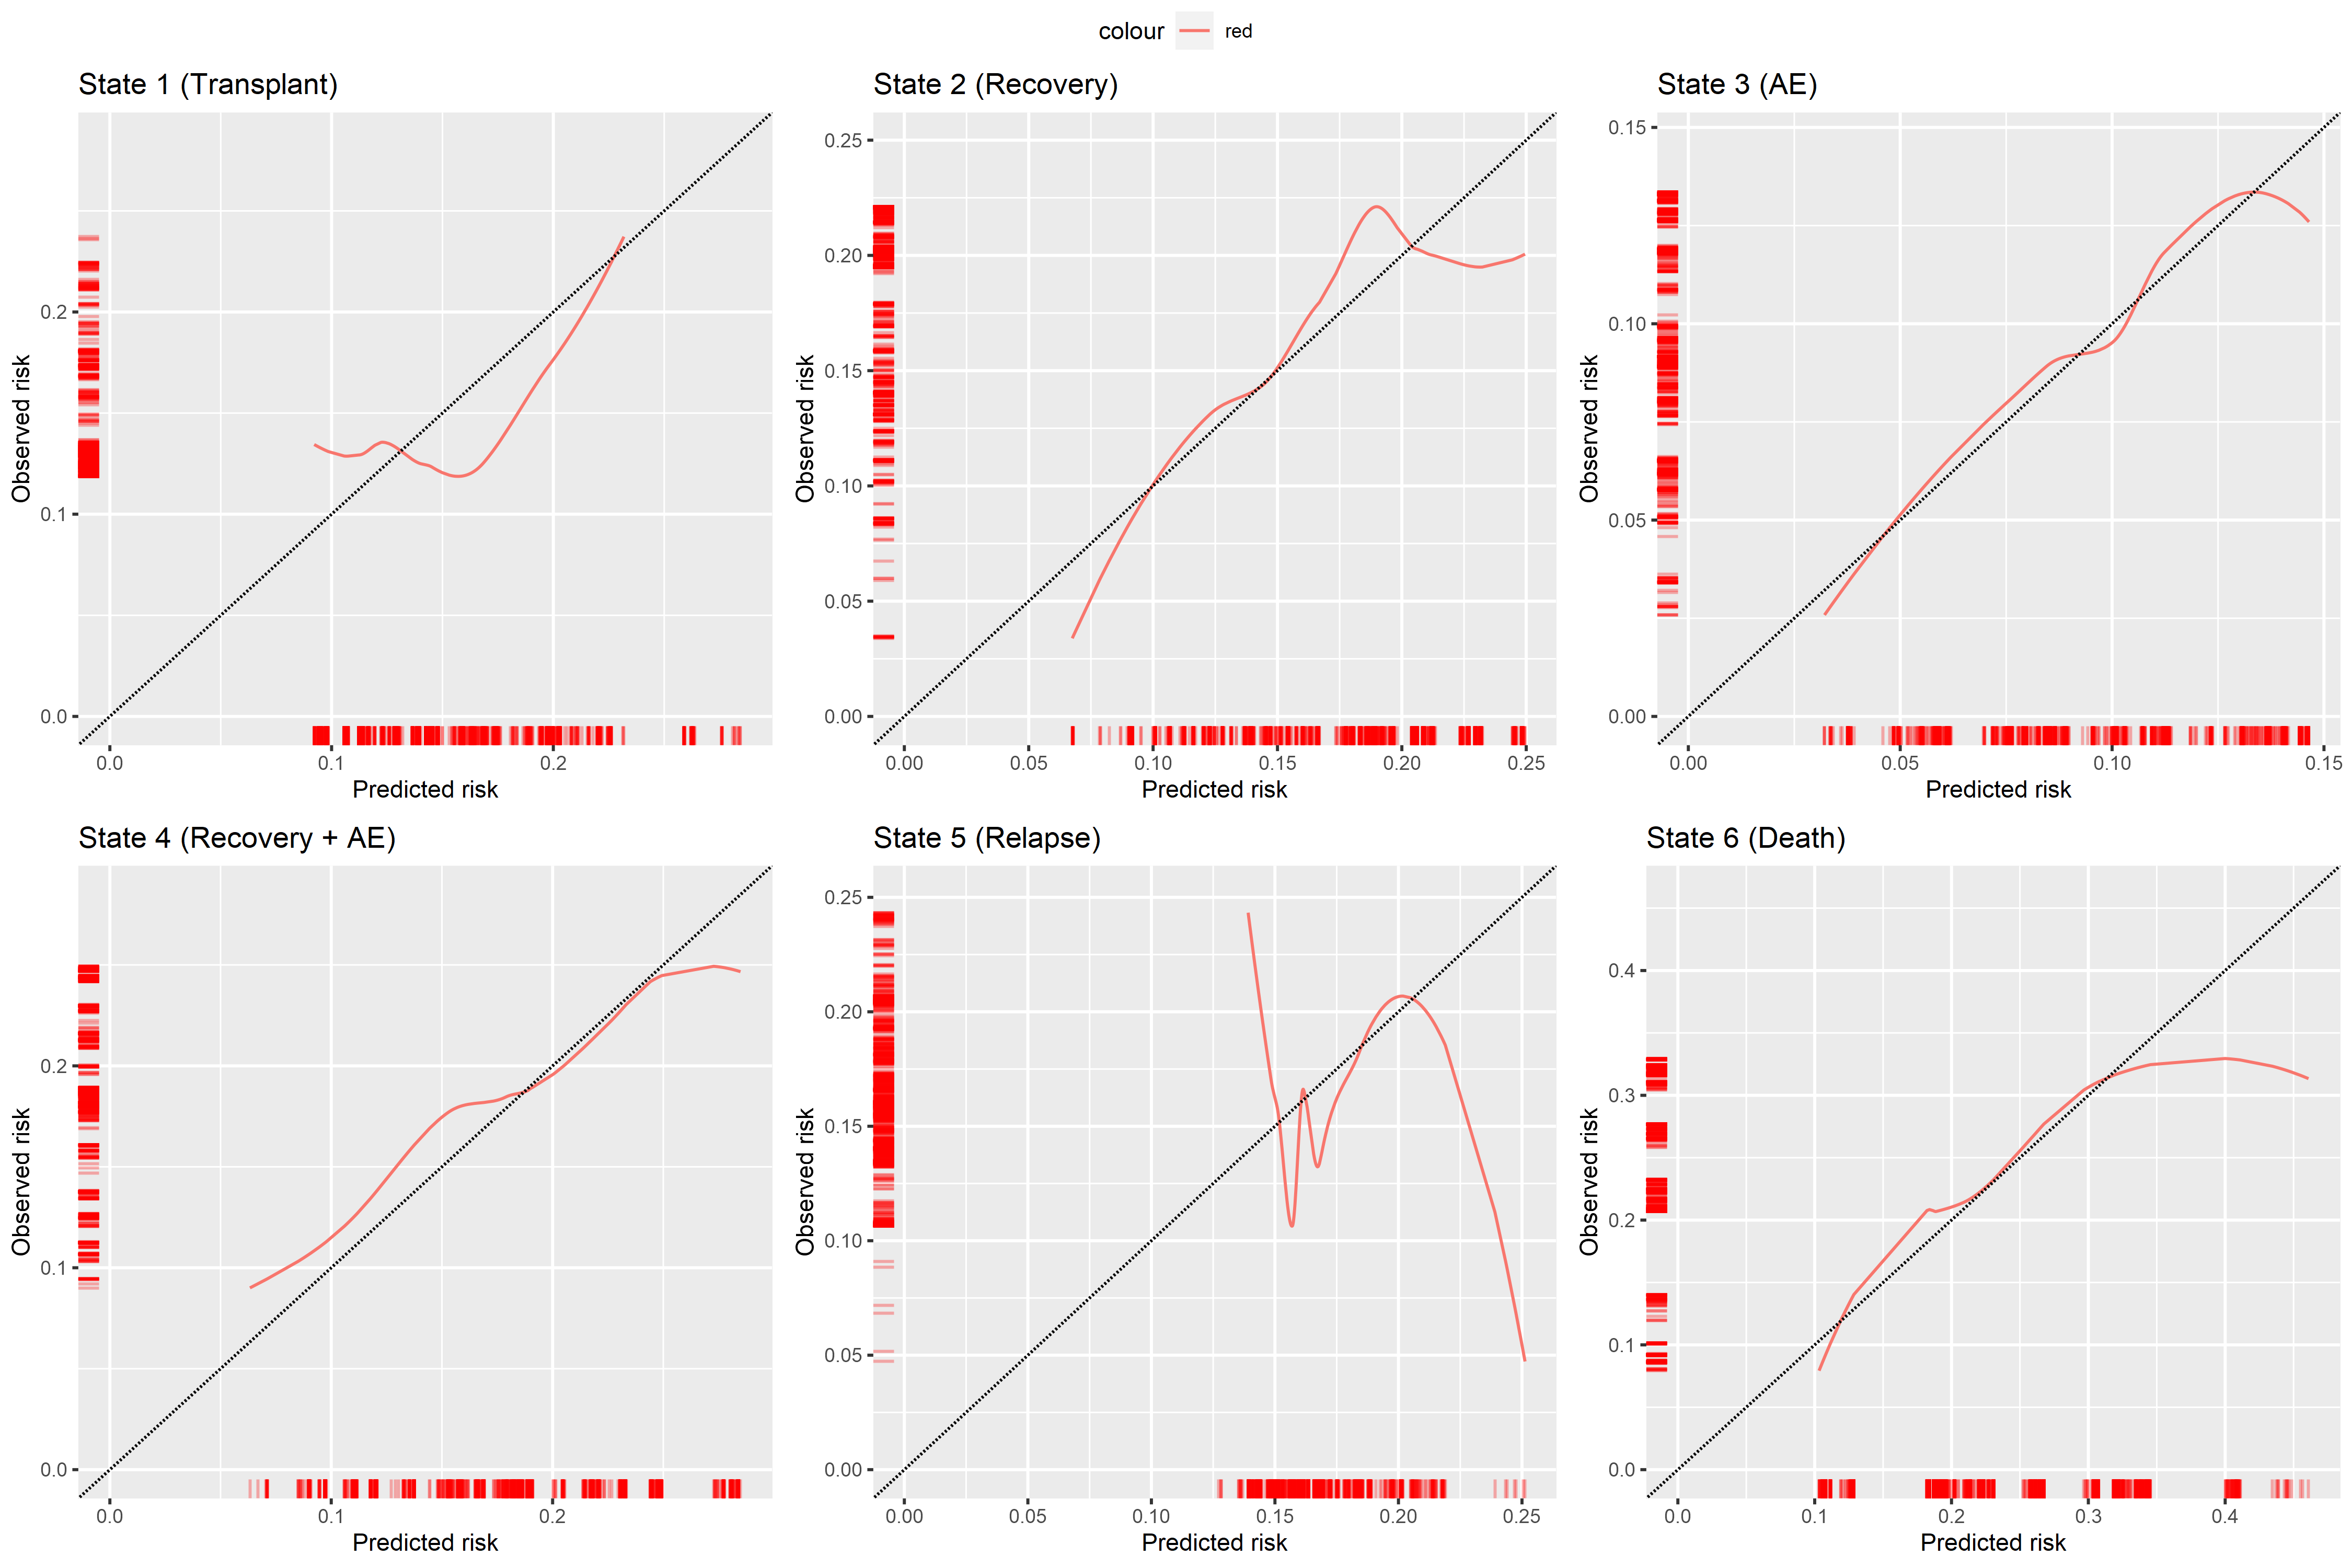 colour red
State 1 (Transplant)
Observed risk
0.2
0.1
0.0
0.0 0.1 0.2
Predicted risk
State 2 (Recovery)
Observed risk
0.25
0.20
0.15
0.10
0.05
0.00
0.00 0.05 0.10 0.15 0.20 0.25
Predicted risk
State 3 (AE)
Observed risk
0.15
0.10
0.05
0.00
0.00 0.05 0.10 0.15
Predicted risk
State 4 (Recovery + AE)
Observed risk
0.2
0.1
0.0
0.0 0.1 0.2
Predicted risk
State 5 (Relapse)
Observed risk
0.25
0.20
0.15
0.10
0.05
0.00
0.00 0.05 0.10 0.15 0.20 0.25
Predicted risk
State 6 (Death)
Observed risk
0.4
0.3
0.2
0.1
0.0
0.0 0.1 0.2 0.3 0.4
Predicted risk